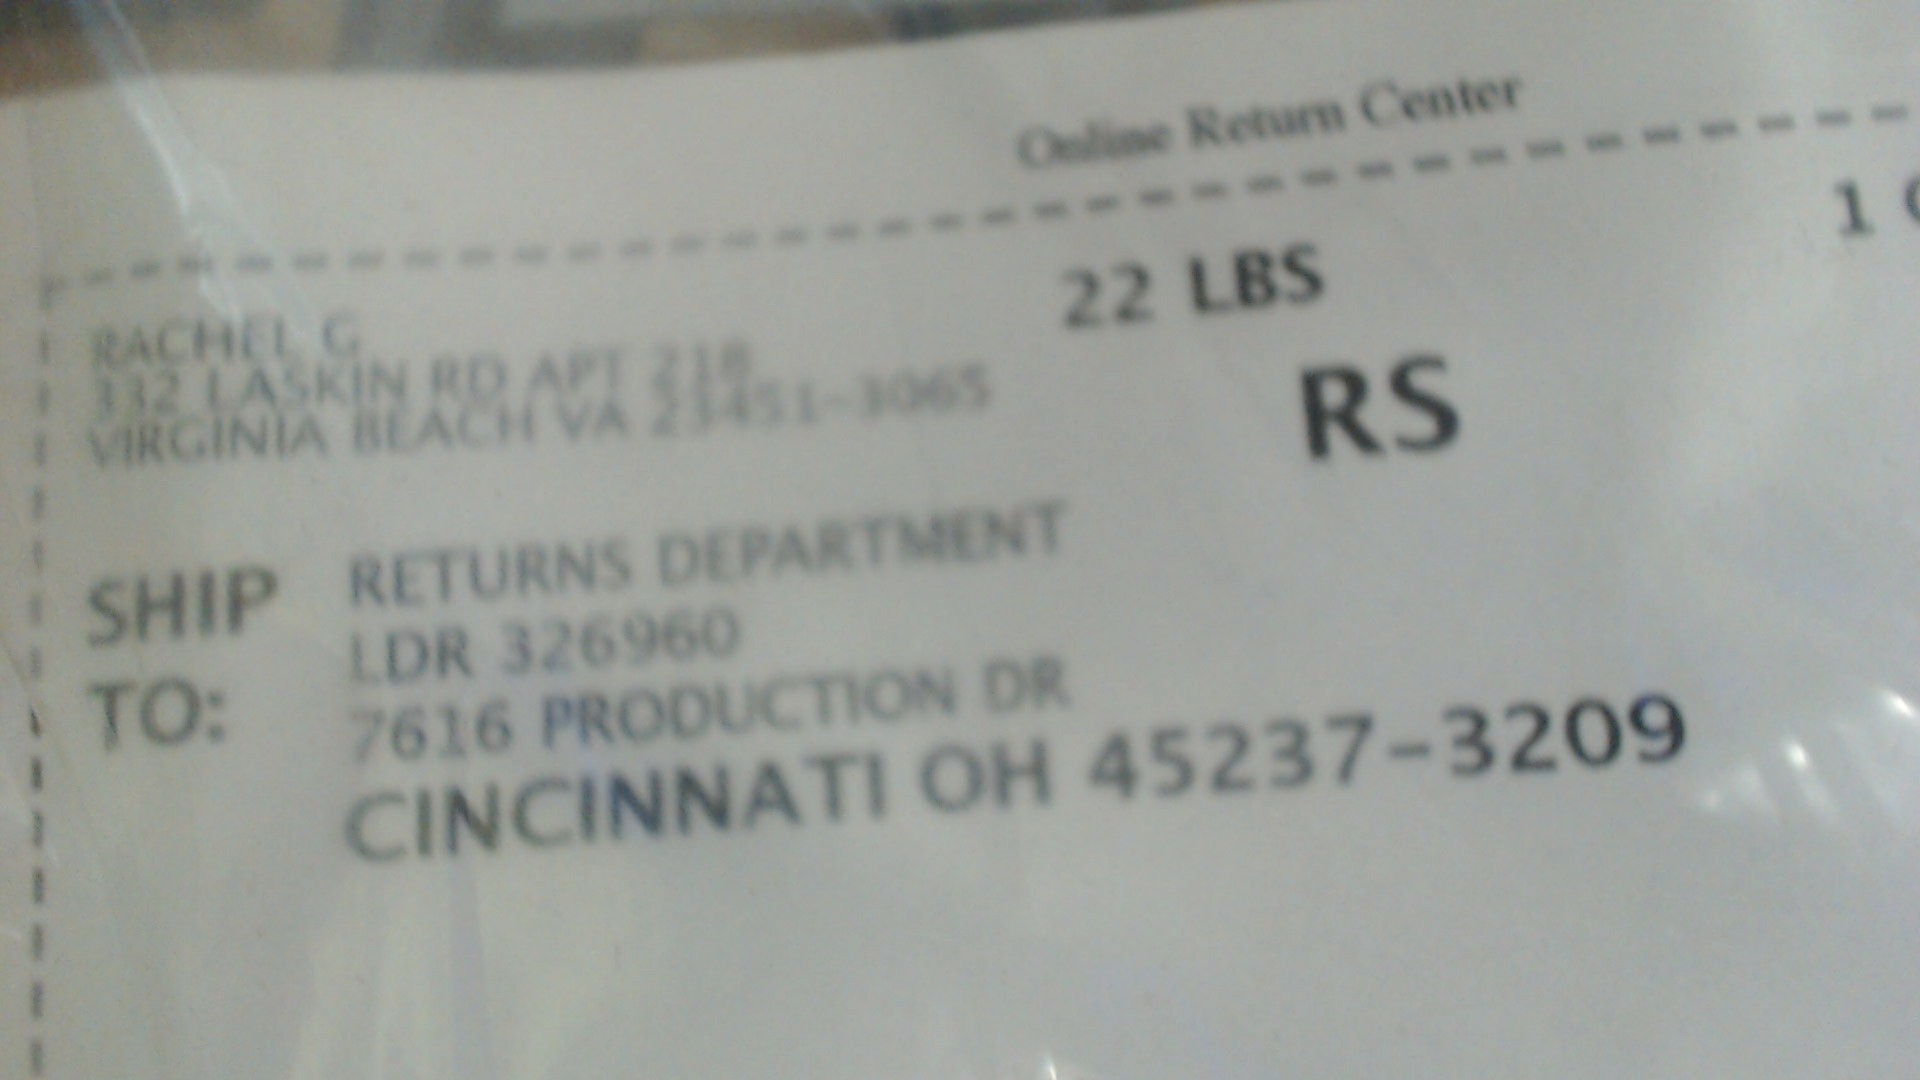 Online Return Center
22 LBS
1
RS
RACHEL G
332 LASKIN RD APT 218
VIRGINIA BEACH VA 23451-3065
SHIP TO:
RETURNS DEPARTMENT
LDR 326960
7616 PRODUCTION DR
CINCINNATI OH 45237-3209